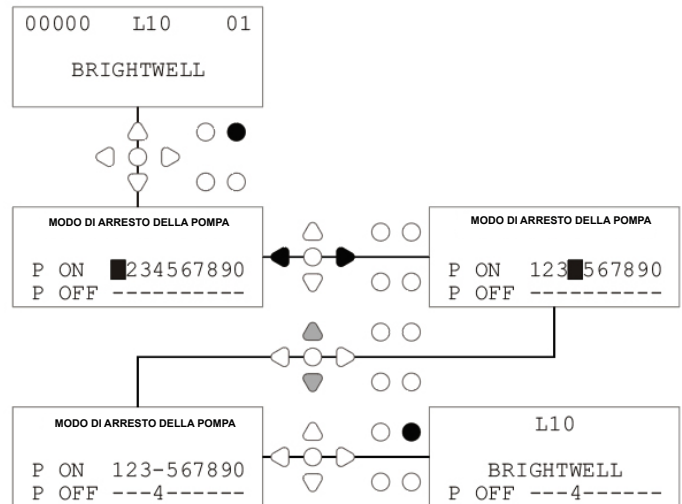 00000 L10 01
BRIGHTWELL
MODO DI ARRESTO DELLA POMPA
P ON █234567890
P OFF ----------
MODO DI ARRESTO DELLA POMPA
P ON 123█567890
P OFF ----------
MODO DI ARRESTO DELLA POMPA
P ON 123-567890
P OFF ---4------
L10
BRIGHTWELL
P OFF ---4------